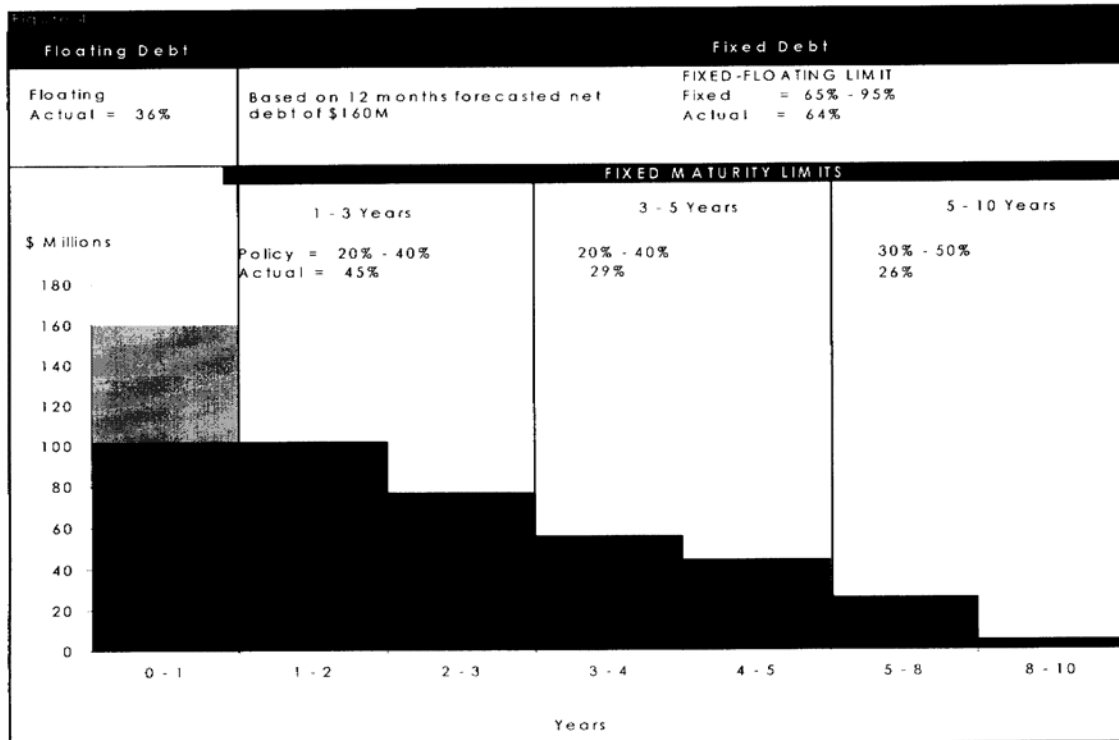 Figure 4
Floating Debt
Fixed Debt
Floating
Actual = 36%
Based on 12 months forecasted net
debt of $160M
FIXED-FLOATING LIMIT
Fixed = 65% - 95%
Actual = 64%
FIXED MATURITY LIMITS
1 - 3 Years
3 - 5 Years
5 - 10 Years
$ Millions
Policy = 20% - 40%
20% - 40%
30% - 50%
Actual = 45%
29%
26%
180
160
140
120
100
80
60
40
20
0
0 - 1
1 - 2
2 - 3
3 - 4
4 - 5
5 - 8
8 - 10
Years